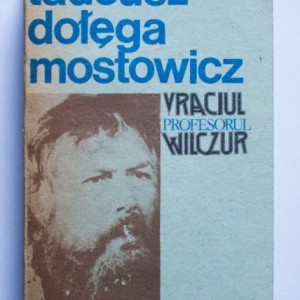 tadeusz
dołęga
mostowicz
VRACIUL
PROFESORUL
WILCZUR